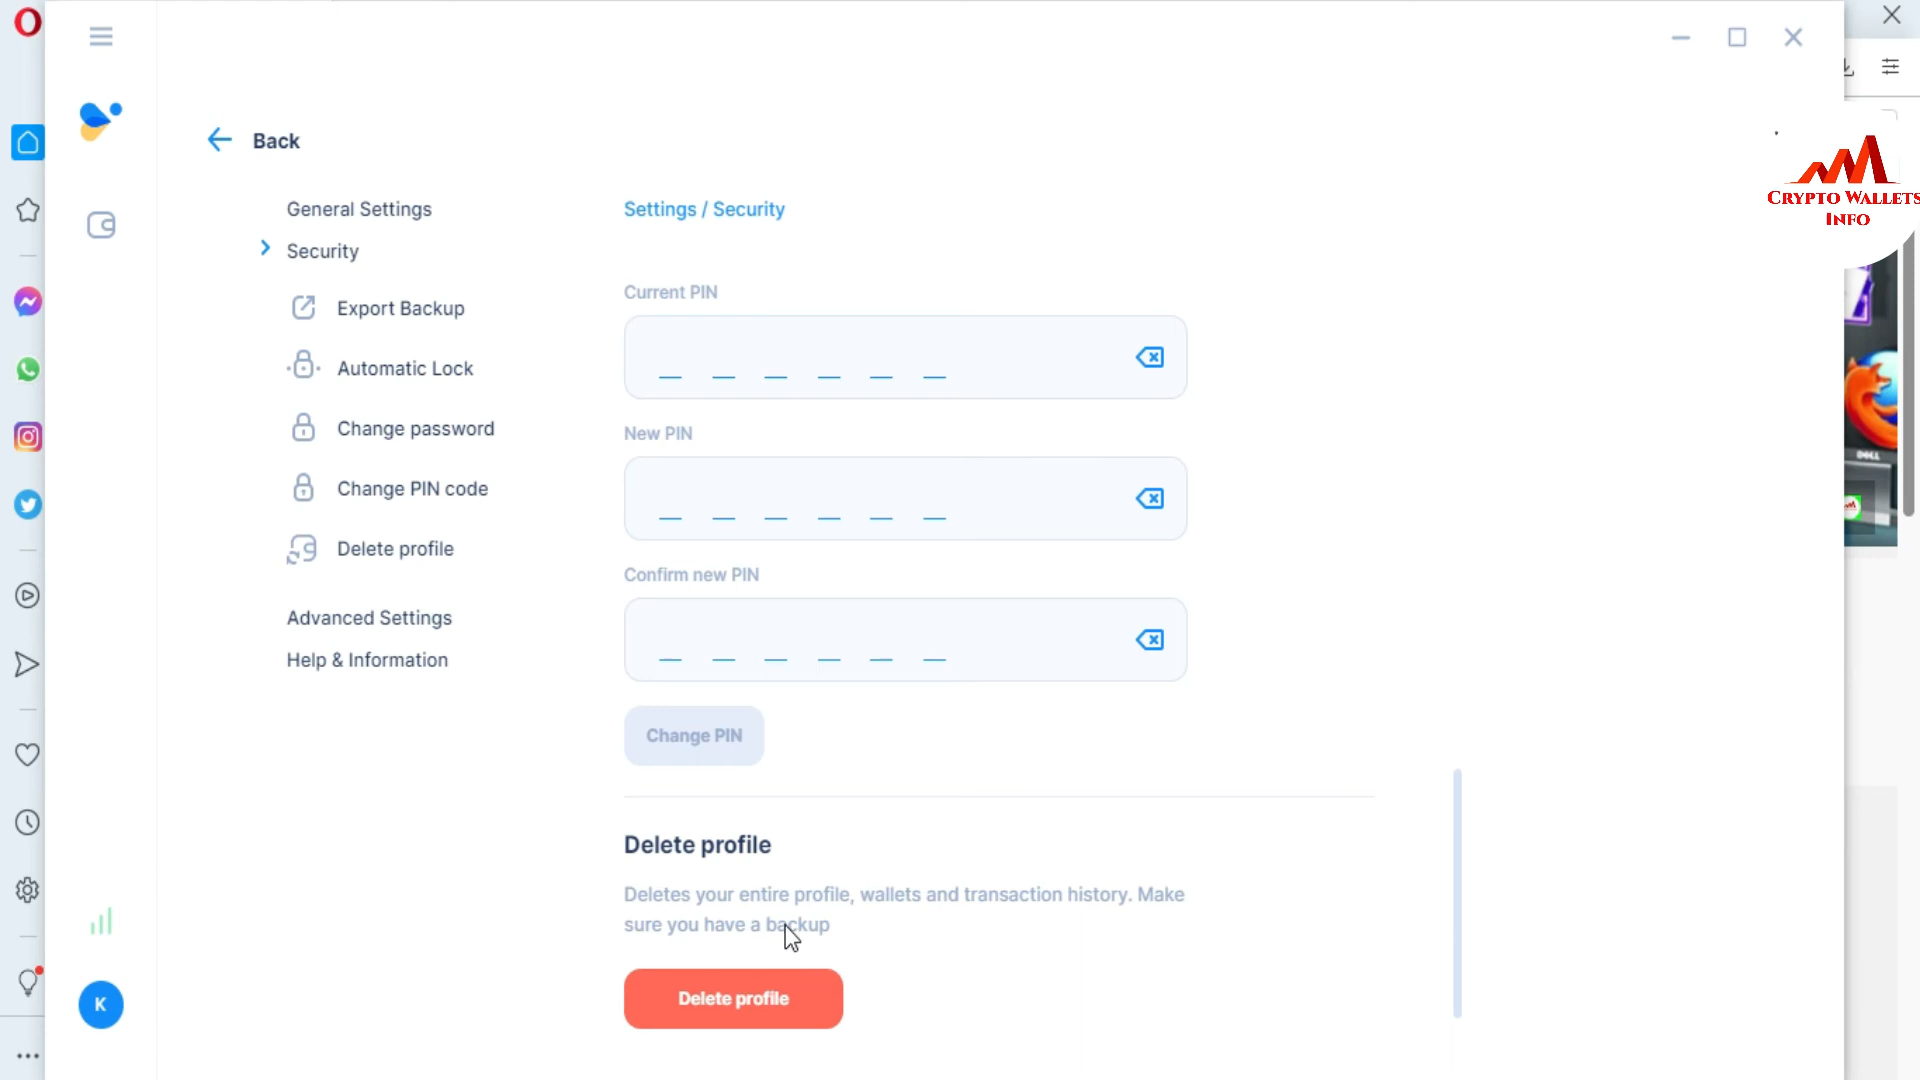 Back
General Settings
Security
Export Backup
Automatic Lock
Change password
Change PIN code
Delete profile
Advanced Settings
Help & Information
Settings / Security
Current PIN
New PIN
Confirm new PIN
Change PIN
Delete profile
Deletes your entire profile, wallets and transaction history. Make
sure you have a backup
Delete profile
K
Crypto Wallets
Info
DELL